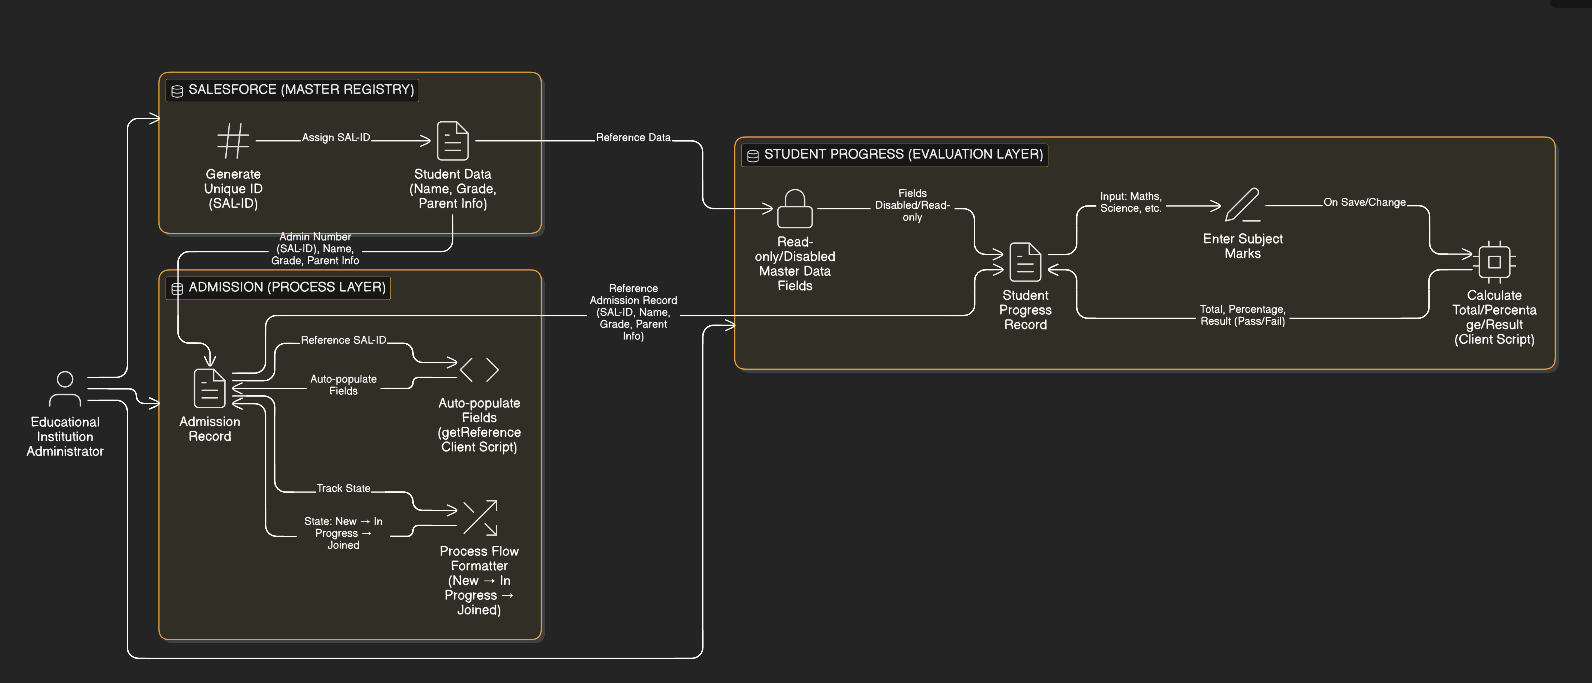 SALESFORCE (MASTER REGISTRY)
Assign SAL-ID
Generate
Unique ID
(SAL-ID)
Student Data
(Name, Grade,
Parent Info)
Reference Data
Admin Number
(SAL-ID), Name,
Grade, Parent Info
ADMISSION (PROCESS LAYER)
Reference SAL-ID
Auto-populate
Fields
Admission
Record
Auto-populate
Fields
(getReference
Client Script)
Track State
State: New → In
Progress →
Joined
Process Flow
Formatter
(New → In
Progress →
Joined)
Educational
Institution
Administrator
Reference
Admission Record
(SAL-ID, Name,
Grade, Parent
Info)
STUDENT PROGRESS (EVALUATION LAYER)
Read-
only/Disabled
Master Data
Fields
Fields
Disabled/Read-
only
Student
Progress
Record
Input: Maths,
Science, etc.
Enter Subject
Marks
On Save/Change
Calculate
Total/Percenta
ge/Result
(Client Script)
Total, Percentage,
Result (Pass/Fail)